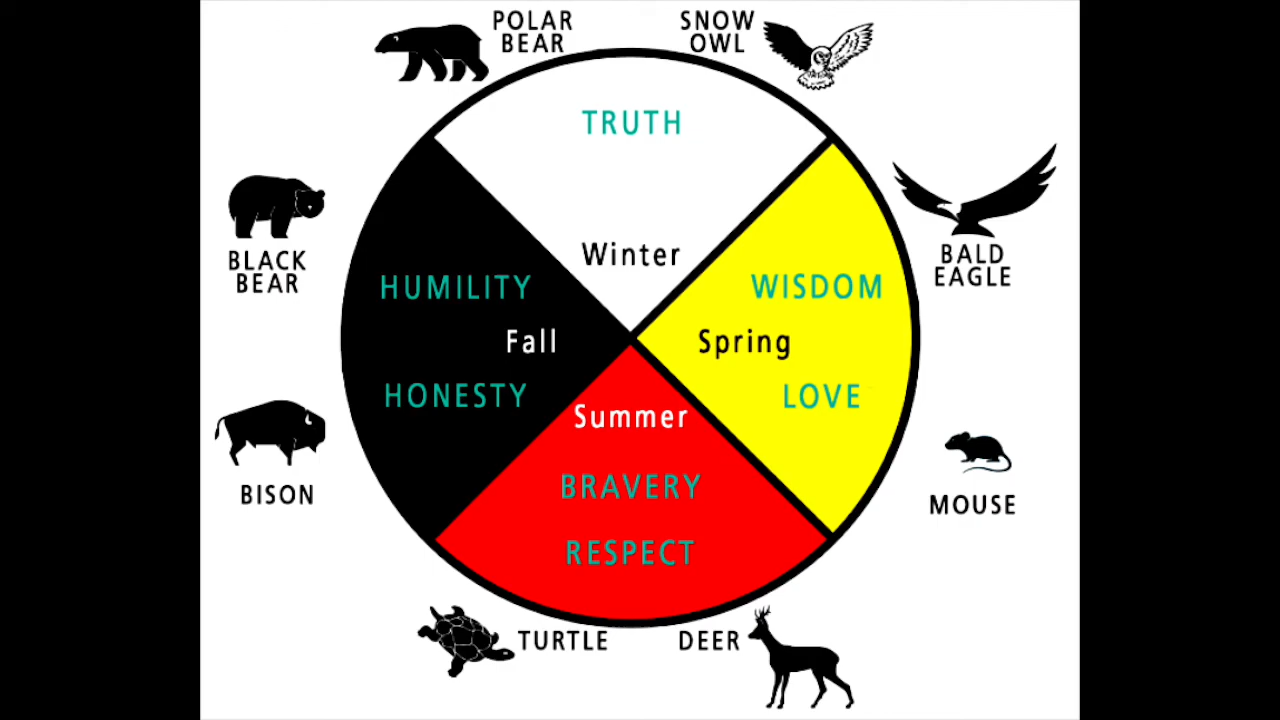 POLAR
BEAR
SNOW
OWL
TRUTH
Winter
BLACK
BEAR
HUMILITY
Fall
HONESTY
WISDOM
Spring
LOVE
BALD
EAGLE
Summer
BRAVERY
RESPECT
BISON
MOUSE
TURTLE
DEER